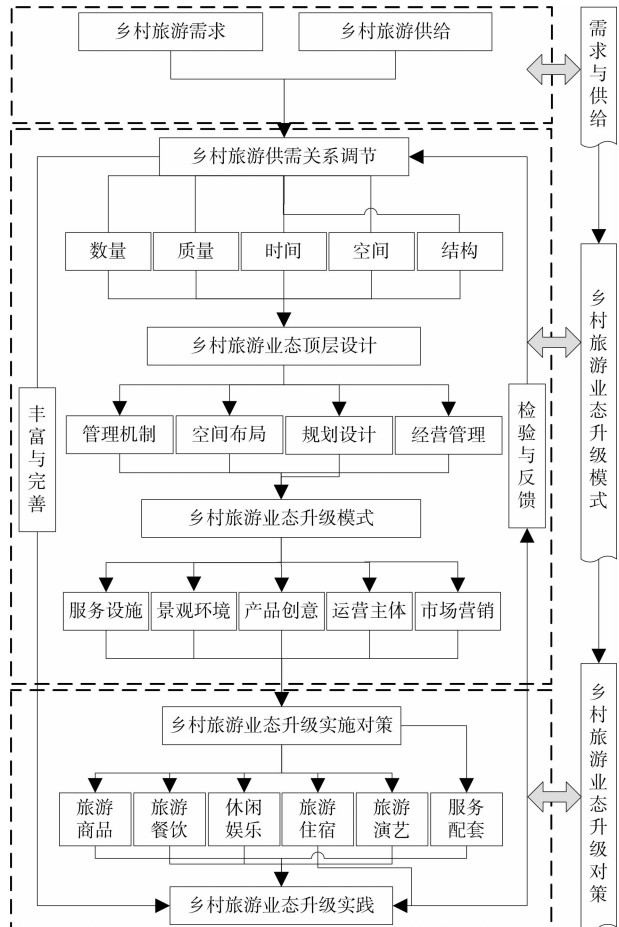 乡村旅游需求
乡村旅游供给
需求与供给
乡村旅游供需关系调节
数量
质量
时间
空间
结构
乡村旅游业态顶层设计
管理机制
空间布局
规划设计
经营管理
丰富与完善
检验与反馈
乡村旅游业态升级模式
乡村旅游业态升级模式
服务设施
景观环境
产品创意
运营主体
市场营销
乡村旅游业态升级实施对策
旅游
商品
旅游
餐饮
休闲
娱乐
旅游
住宿
旅游
演艺
服务
配套
乡村旅游业态升级对策
乡村旅游业态升级实践